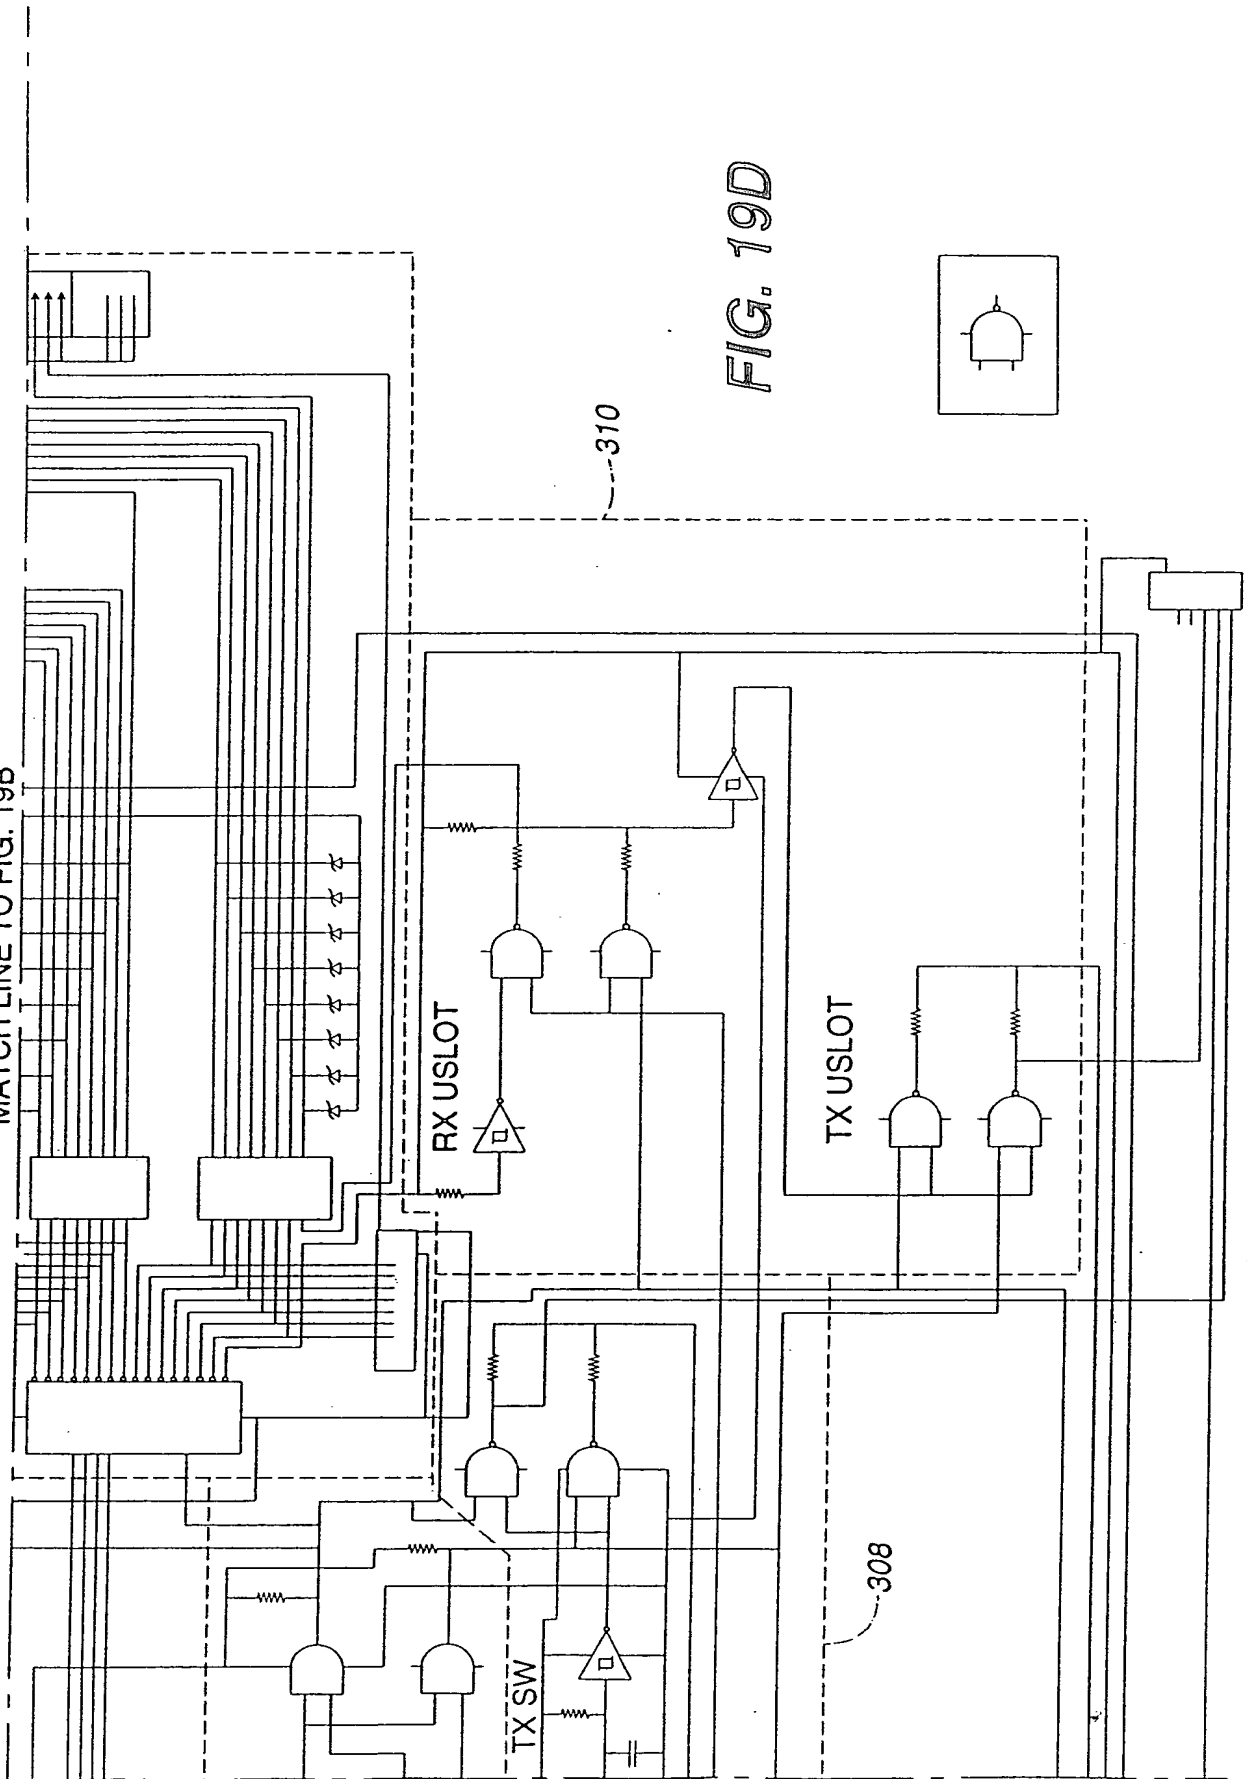 MATCH LINE TO FIG. 19B
RX USLOT
TX USLOT
TX SW
310
308
FIG. 19D